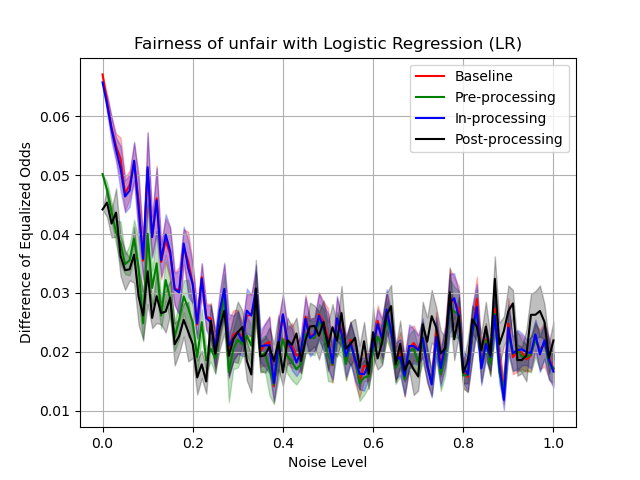 Fairness of unfair with Logistic Regression (LR)
Baseline
Pre-processing
In-processing
Post-processing
Difference of Equalized Odds
0.06
0.05
0.04
0.03
0.02
0.01
0.0 0.2 0.4 0.6 0.8 1.0
Noise Level